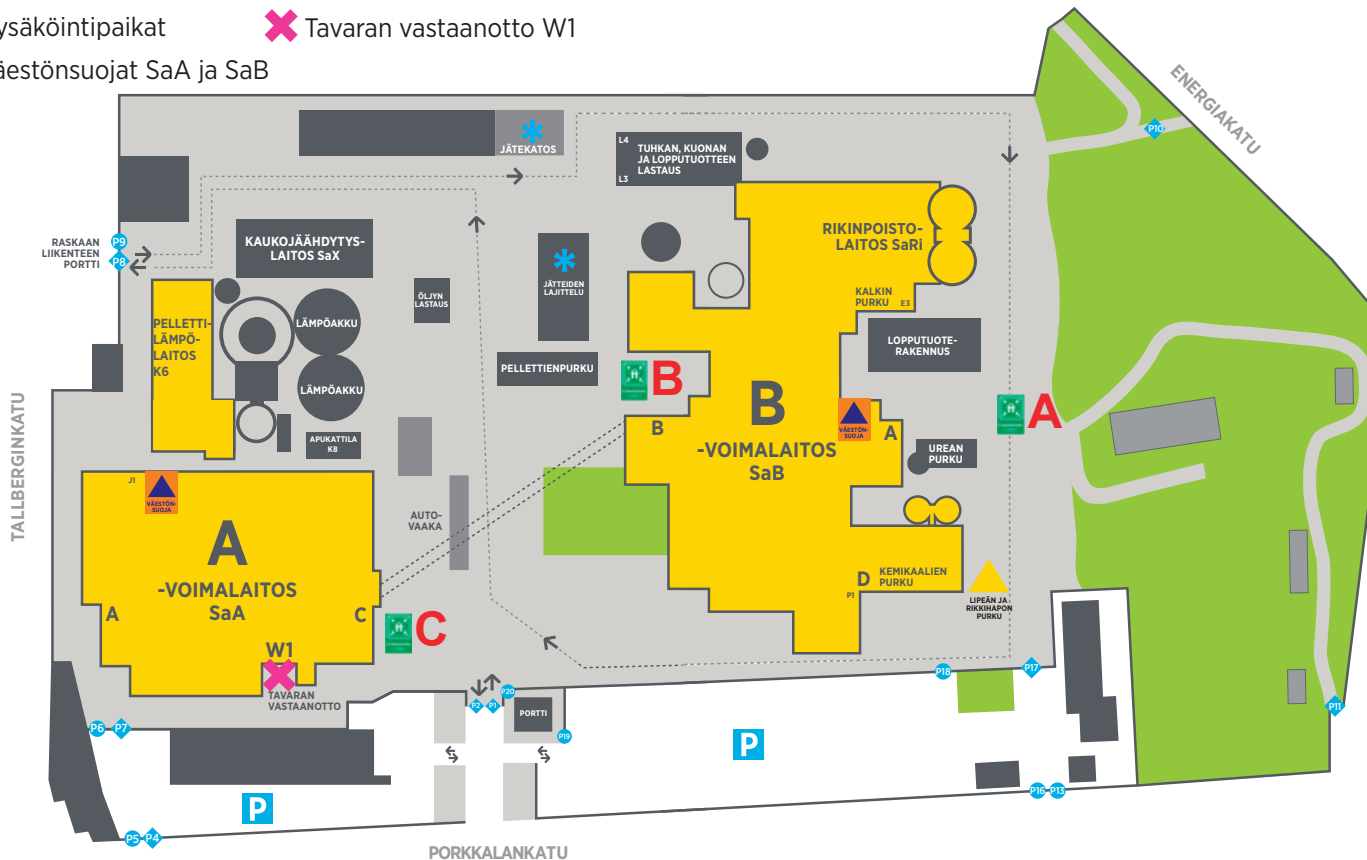 ysäköintipaikat
Tavaran vastaanotto W1
äestönsuojat SaA ja SaB
ENERGIAKATU
P10
JÄTEKATOS
L4
TUHKAN, KUONAN
JA LOPPUTUOTTEEN
LASTAUS
L3
RASKAAN
LIIKENTEEN
PORTTI
P9
P8
KAUKOJÄÄHDYTYS-
LAITOS SaX
RIKINPOISTO-
LAITOS SaRi
JÄTTEIDEN
LAJITTELU
ÖLJYN
LASTAUS
KALKIN
PURKU
E3
PELLETTI-
LÄMPÖ-
LAITOS
K6
LÄMPÖAKKU
LÄMPÖAKKU
LOPPUTUOTE-
RAKENNUS
PELLETTIENPURKU
B
A
B
-VOIMALAITOS
SaB
B
VÄESTÖN-
SUOJA
A
APUKATTILA
K8
UREAN
PURKU
TALLBERGINKATU
J1
VÄESTÖN-
SUOJA
AUTO-
VAAKA
A
-VOIMALAITOS
SaA
A
C
C
D
KEMIKAALIEN
PURKU
P1
LIPEÄN JA
RIKKIHAPON
PURKU
W1
TAVARAN
VASTAANOTTO
P18
P17
P20
P2
P1
PORTTI
P19
P11
P6
P7
P
P
P16
P13
P5
P4
PORKKALANKATU